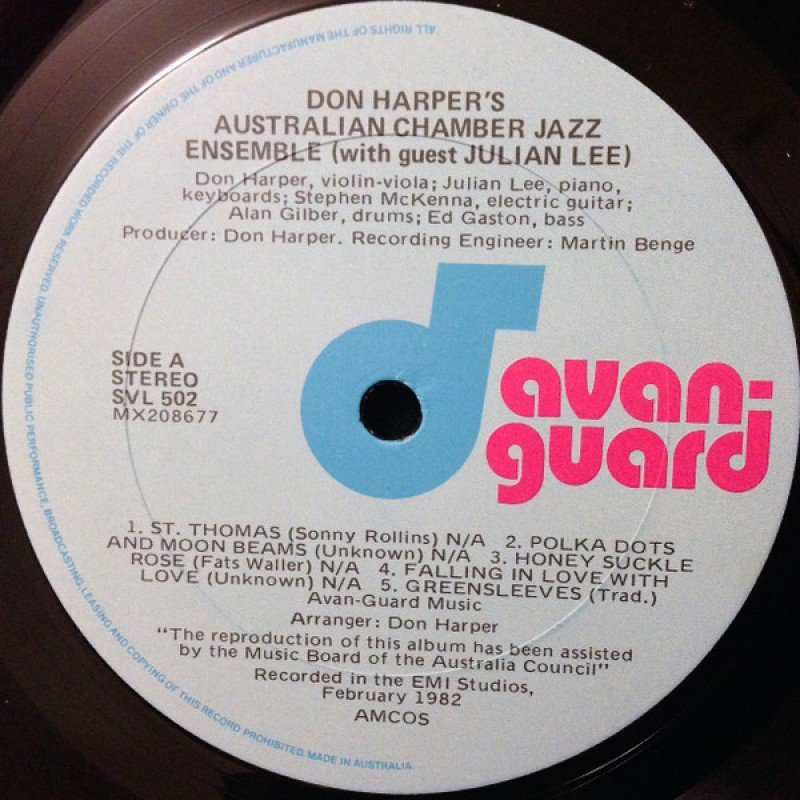 DON HARPER'S
AUSTRALIAN CHAMBER JAZZ
ENSEMBLE (with guest JULIAN LEE)
Don Harper, violin-viola; Julian Lee, piano,
keyboards; Stephen McKenna, electric guitar;
Alan Gilber, drums; Ed Gaston, bass
Producer: Don Harper. Recording Engineer: Martin Benge
SIDE A
STEREO
SVL 502
MX208677
avan-
guard
1. ST. THOMAS (Sonny Rollins) N/A 2. POLKA DOTS
AND MOON BEAMS (Unknown) N/A 3. HONEY SUCKLE
ROSE (Fats Waller) N/A 4. FALLING IN LOVE WITH
LOVE (Unknown) N/A 5. GREENSLEEVES (Trad.)
Avan-Guard Music
Arranger: Don Harper
"The reproduction of this album has been assisted
by the Music Board of the Australia Council"
Recorded in the EMI Studios,
February 1982
AMCOS
ALL RIGHTS OF THE MANUFACTURER AND OF THE OWNER OF THE RECORDED WORK RESERVED UNAUTHORISED PUBLIC PERFORMANCE, BROADCASTING, LEASING AND COPYING OF THIS RECORD PROHIBITED. MADE IN AUSTRALIA